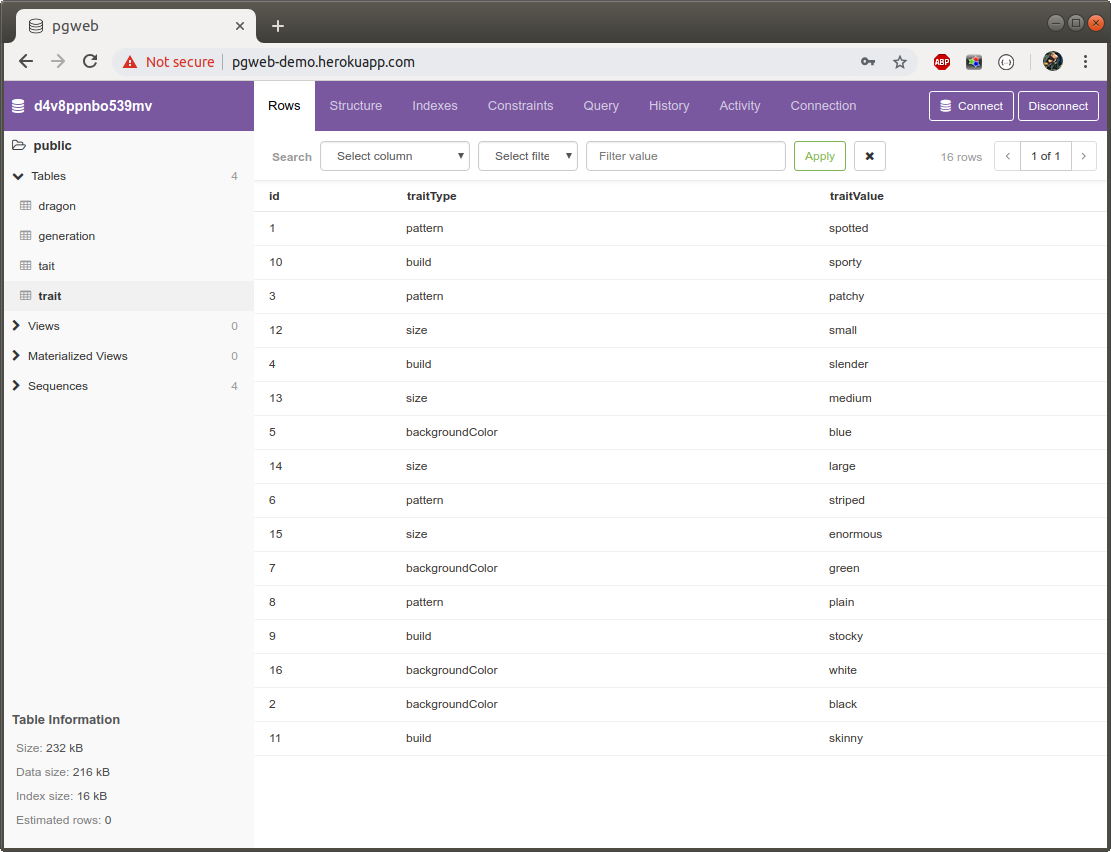 pgweb
Not secure pgweb-demo.herokuapp.com ABP
d4v8ppnbo539mv Rows Structure Indexes Constraints Query History Activity Connection Connect Disconnect
public
Tables 4
dragon
generation
tait
trait
Views 0
Materialized Views 0
Sequences 4
Table Information
Size: 232 kB
Data size: 216 kB
Index size: 16 kB
Estimated rows: 0
Search Select column Select filte Filter value Apply 16 rows 1 of 1
id traitType traitValue
1 pattern spotted
10 build sporty
3 pattern patchy
12 size small
4 build slender
13 size medium
5 backgroundColor blue
14 size large
6 pattern striped
15 size enormous
7 backgroundColor green
8 pattern plain
9 build stocky
16 backgroundColor white
2 backgroundColor black
11 build skinny